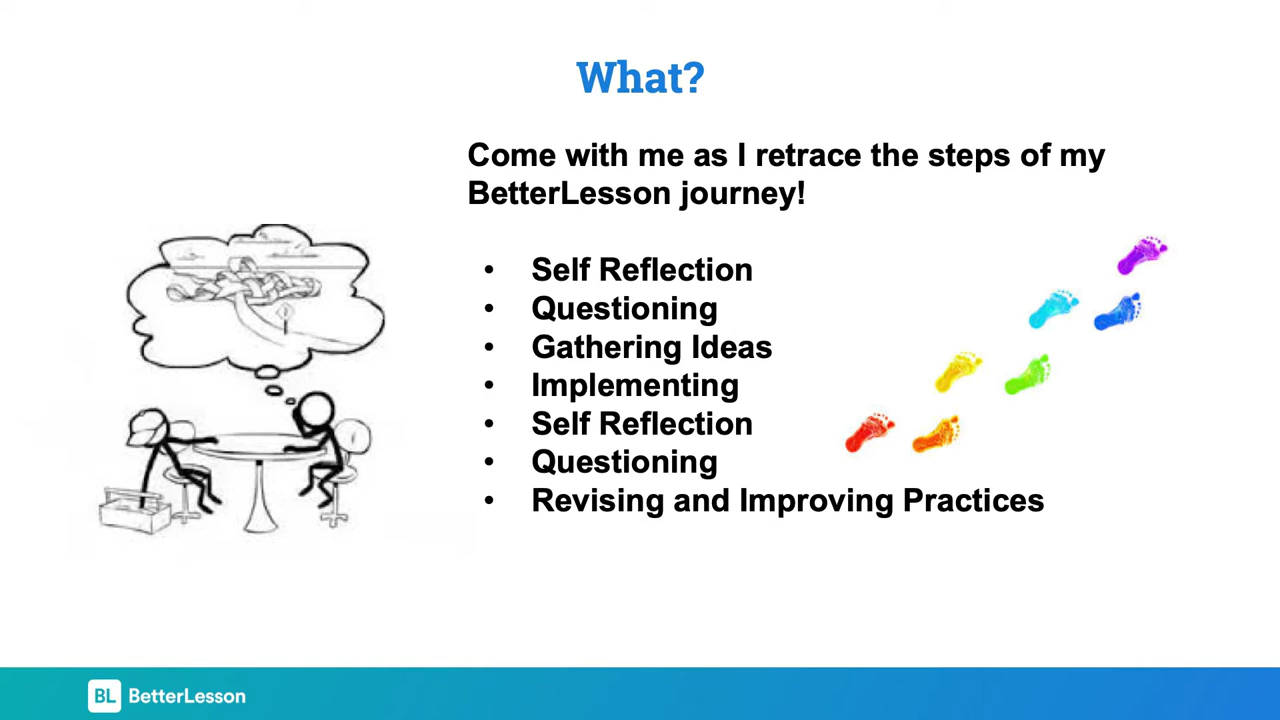 What?
Come with me as I retrace the steps of my
BetterLesson journey!
• Self Reflection
• Questioning
• Gathering Ideas
• Implementing
• Self Reflection
• Questioning
• Revising and Improving Practices
BL BetterLesson